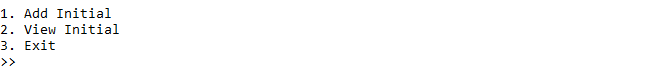 1. Add Initial
2. View Initial
3. Exit
>>